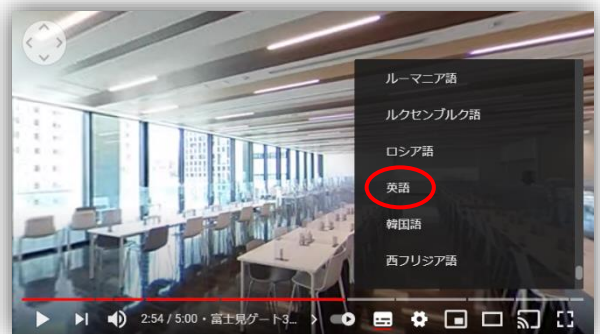 ルーマニア語
ルクセンブルク語
ロシア語
英語
韓国語
西フリジア語
2:54 / 5:00・富士見ゲート3...